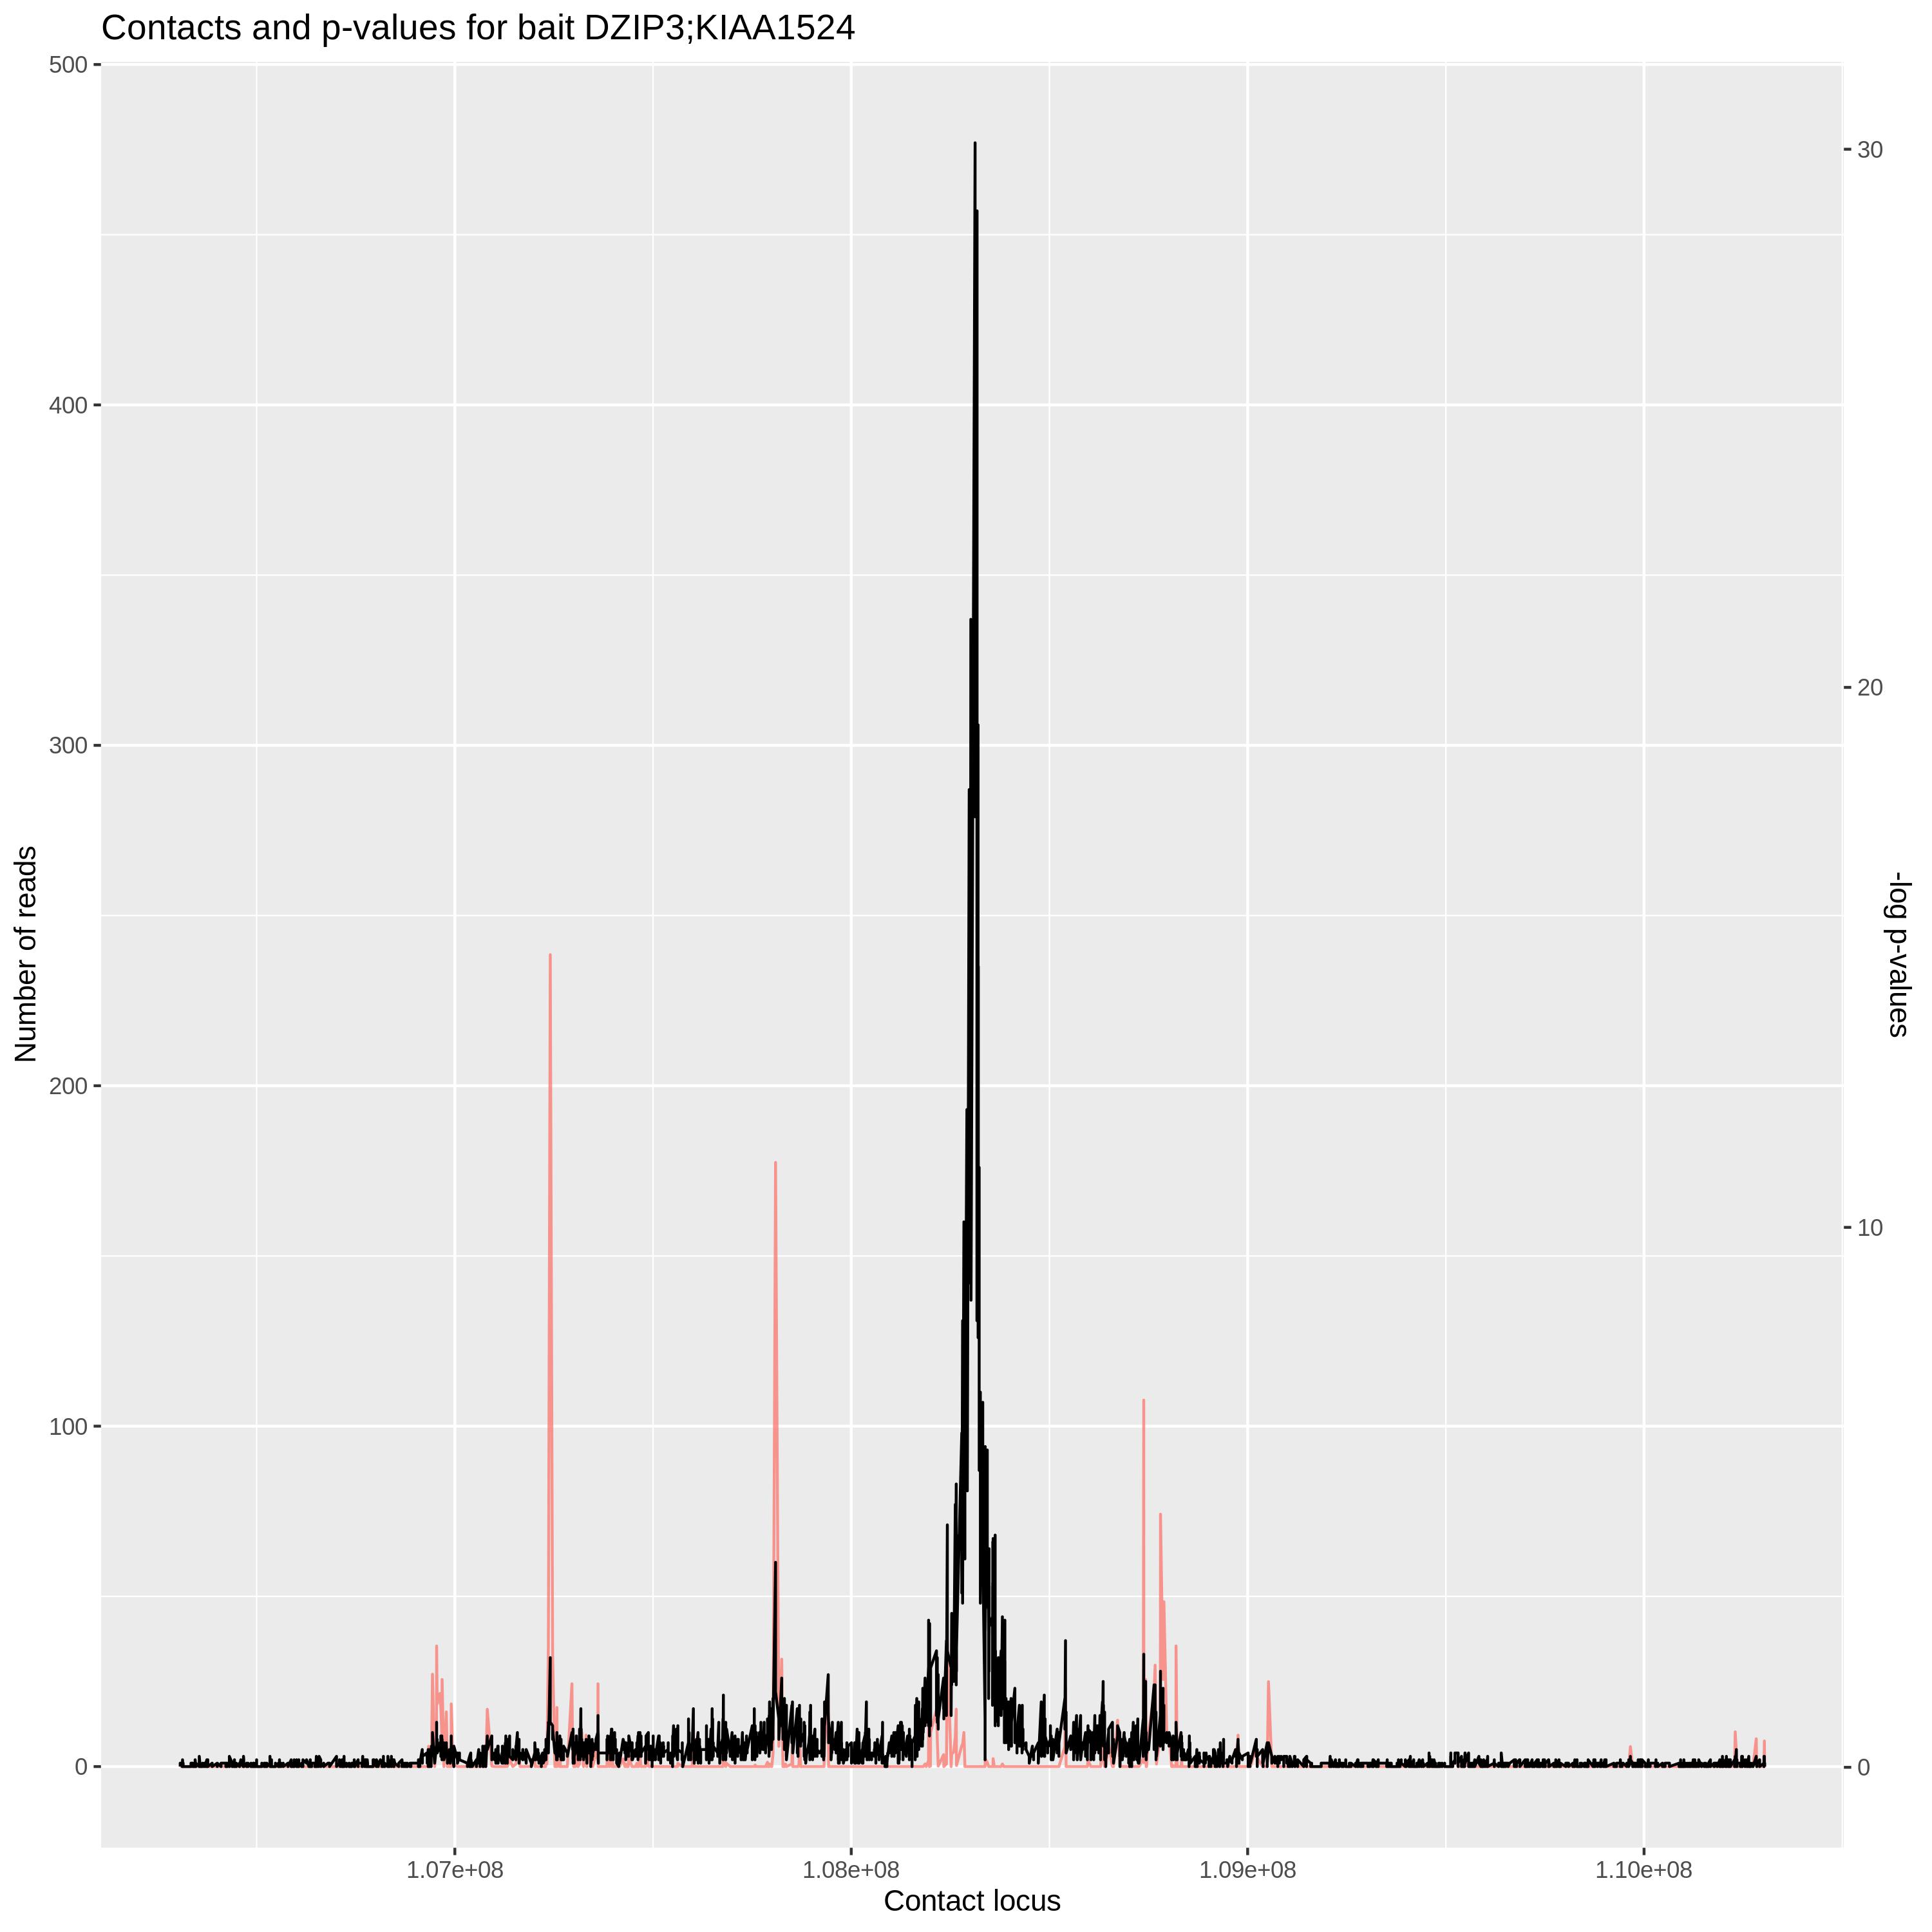 Contacts and p-values for bait DZIP3;KIAA1524
500
400
300
200
100
0
Number of reads
30
20
10
0
-log p-values
1.07e+08 1.08e+08 1.09e+08 1.10e+08
Contact locus